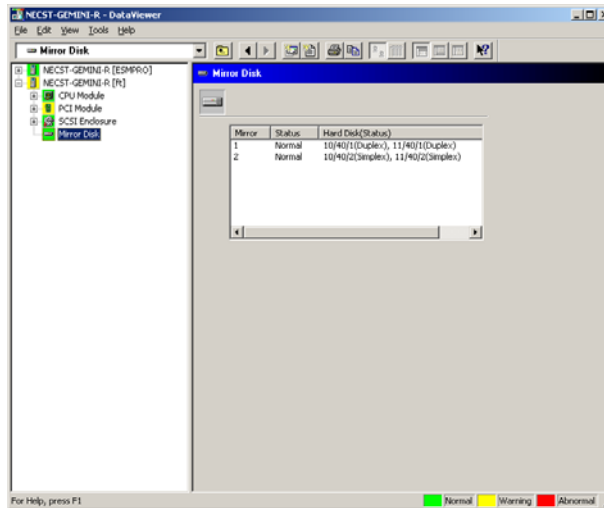 NECST-GEMINI-R - DataViewer
File Edit View Tools Help
Mirror Disk
NECST-GEMINI-R [ESMPRO]
NECST-GEMINI-R [ft]
CPU Module
PCI Module
SCSI Enclosure
Mirror Disk
Mirror Disk
Mirror Status Hard Disk(Status)
1 Normal 10/40/1(Duplex), 11/40/1(Duplex)
2 Normal 10/40/2(Simplex), 11/40/2(Simplex)
For Help, press F1
Normal Warning Abnormal